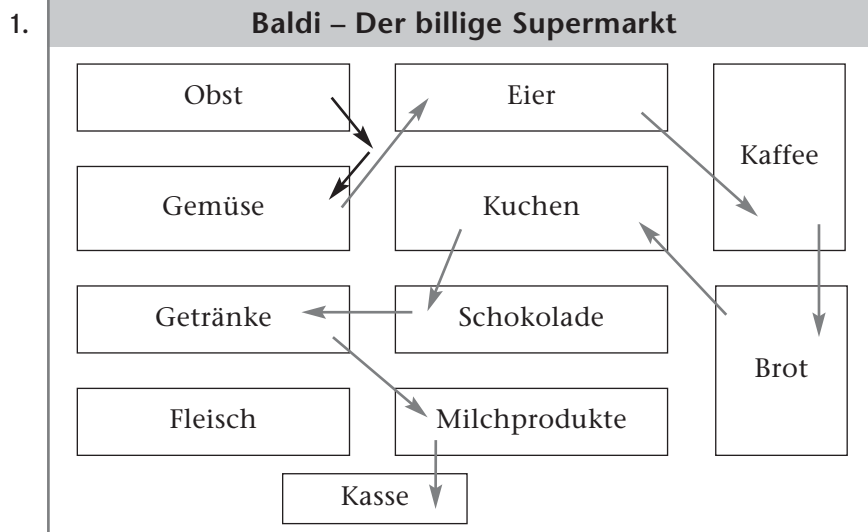 1.
Baldi – Der billige Supermarkt
Obst
Eier
Kaffee
Gemüse
Kuchen
Getränke
Schokolade
Brot
Fleisch
Milchprodukte
Kasse